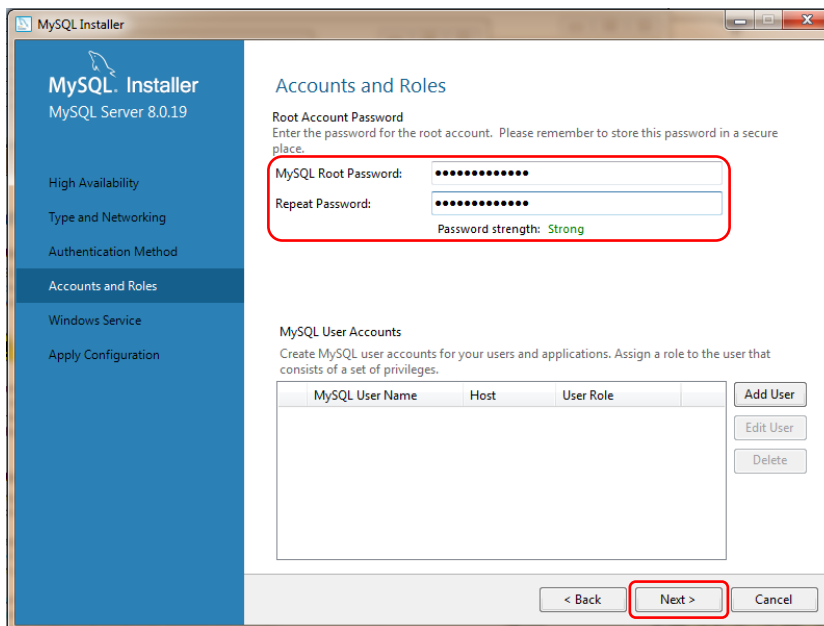 MySQL Installer
MySQL. Installer
MySQL Server 8.0.19
High Availability
Type and Networking
Authentication Method
Accounts and Roles
Windows Service
Apply Configuration
Accounts and Roles
Root Account Password
Enter the password for the root account. Please remember to store this password in a secure
place.
MySQL Root Password: •••••••••••••
Repeat Password: •••••••••••••
Password strength: Strong
MySQL User Accounts
Create MySQL user accounts for your users and applications. Assign a role to the user that
consists of a set of privileges.
MySQL User Name Host User Role
Add User
Edit User
Delete
< Back Next > Cancel